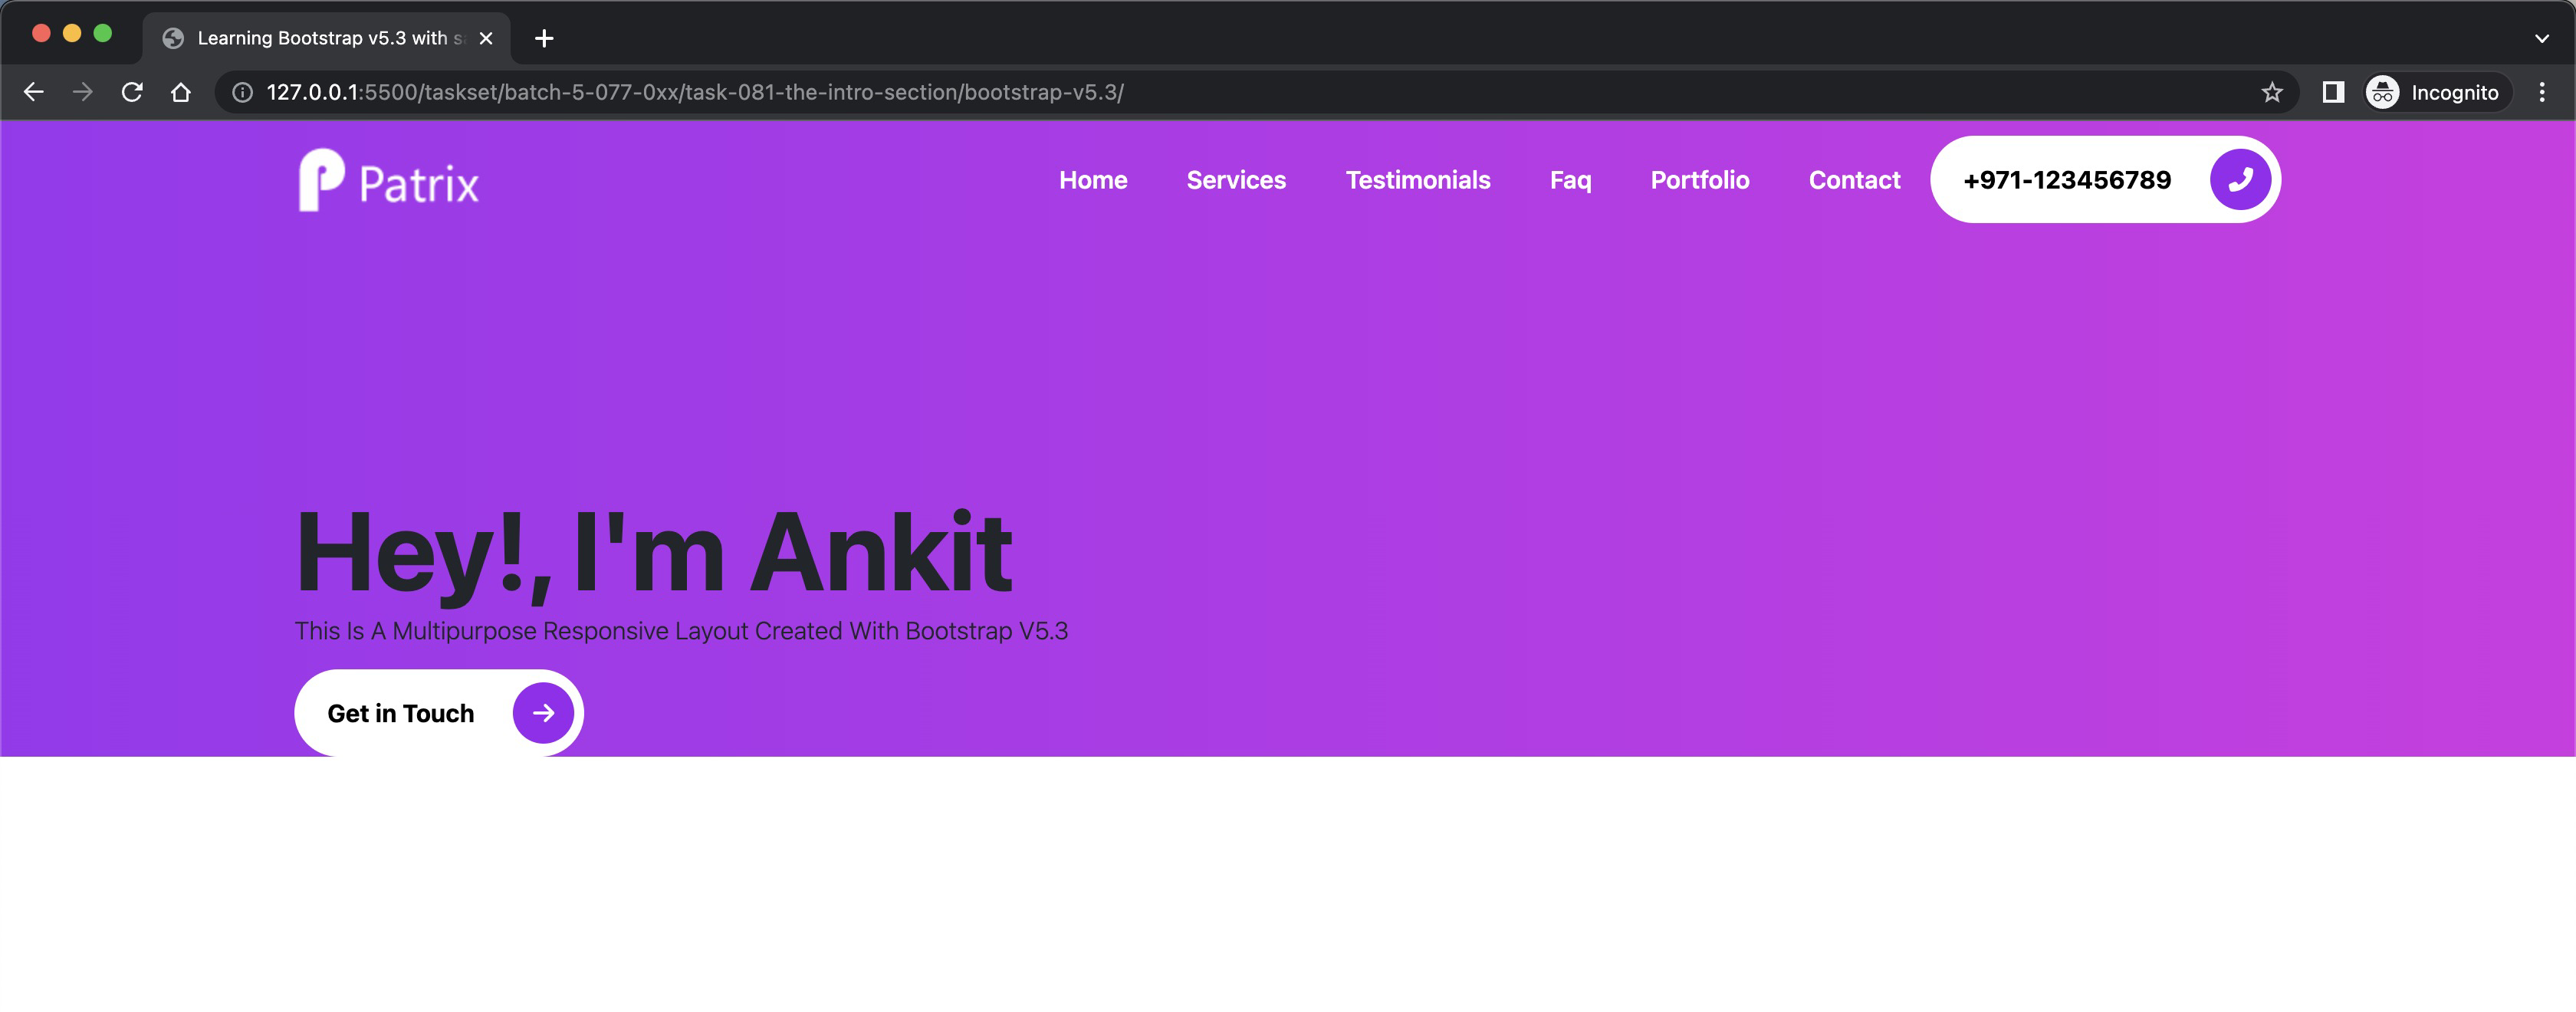 Learning Bootstrap v5.3 with s
127.0.0.1:5500/taskset/batch-5-077-0xx/task-081-the-intro-section/bootstrap-v5.3/
Incognito
Patrix
Home Services Testimonials Faq Portfolio Contact +971-123456789
Hey!, I'm Ankit
This Is A Multipurpose Responsive Layout Created With Bootstrap V5.3
Get in Touch